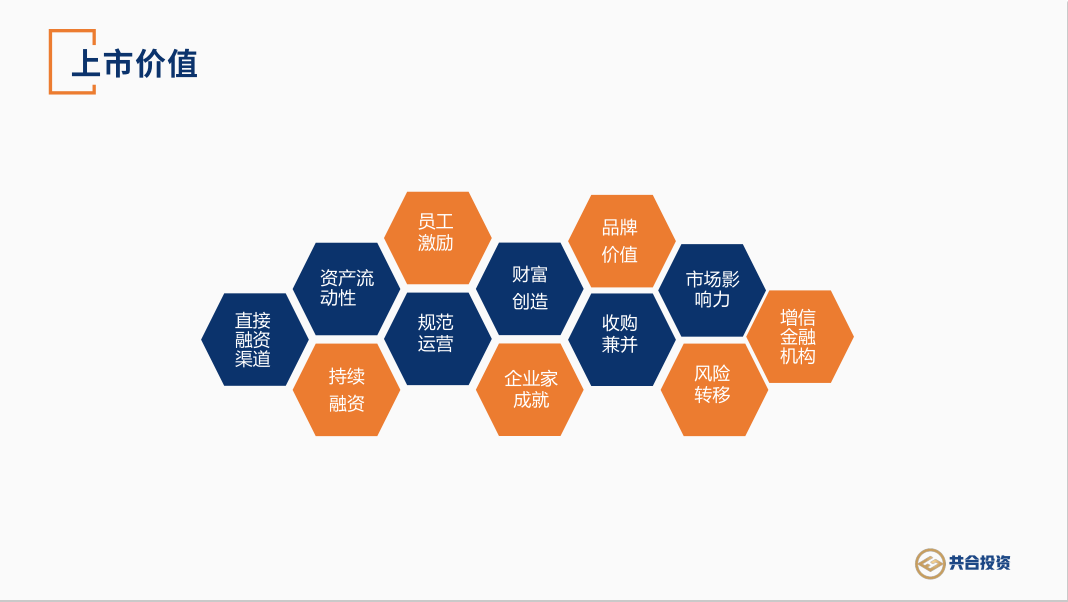 上市价值
员工
激励
品牌
价值
资产流
动性
财富
创造
市场影
响力
直接
融资
渠道
规范
运营
收购
兼并
增信
金融
机构
持续
融资
企业家
成就
风险
转移
共合投资